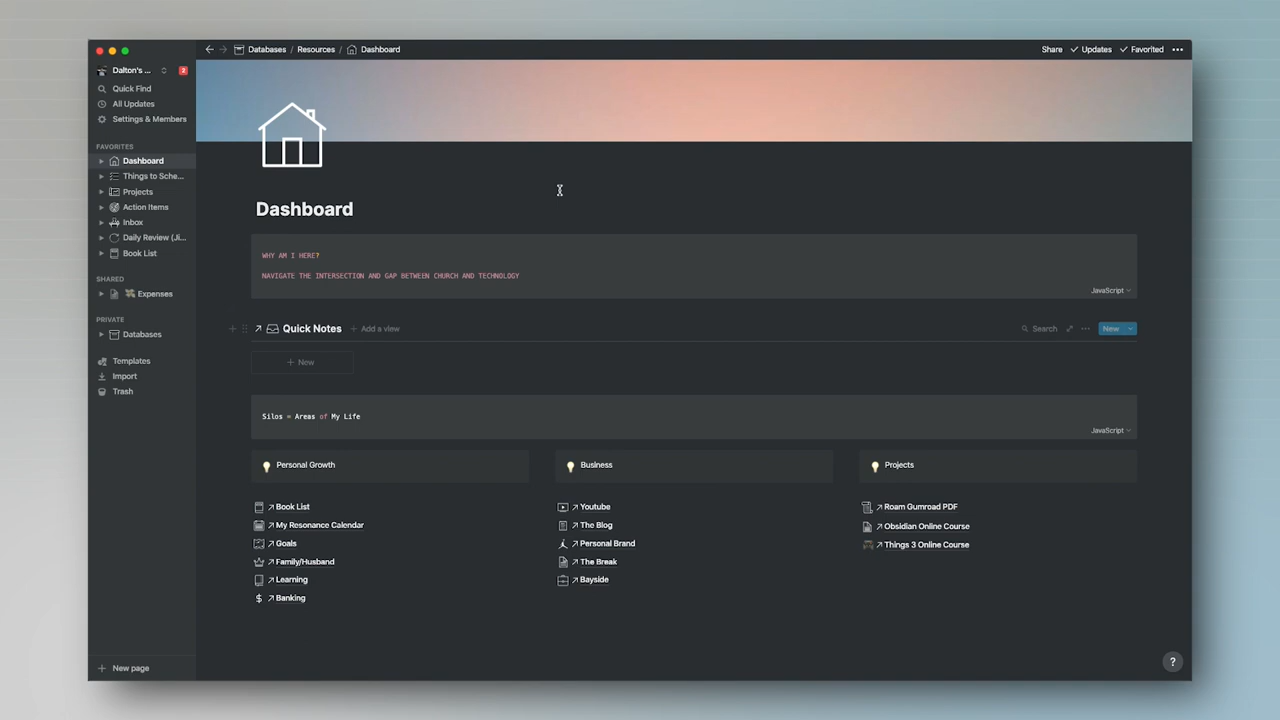 Databases / Resources / Dashboard
Share Updates Favorited
Dalton's ... 2
Quick Find
All Updates
Settings & Members
FAVORITES
Dashboard
Things to Sche...
Projects
Action Items
Inbox
Daily Review (Ji...
Book List
SHARED
Expenses
PRIVATE
Databases
Templates
Import
Trash
New page
Dashboard
WHY AM I HERE?
NAVIGATE THE INTERSECTION AND GAP BETWEEN CHURCH AND TECHNOLOGY
JavaScript
Quick Notes + Add a view
Search New
+ New
Silos = Areas of My Life
JavaScript
Personal Growth
Book List
My Resonance Calendar
Goals
Family/Husband
Learning
$ Banking
Business
Youtube
The Blog
Personal Brand
The Break
Bayside
Projects
Roam Gumroad PDF
Obsidian Online Course
Things 3 Online Course
?